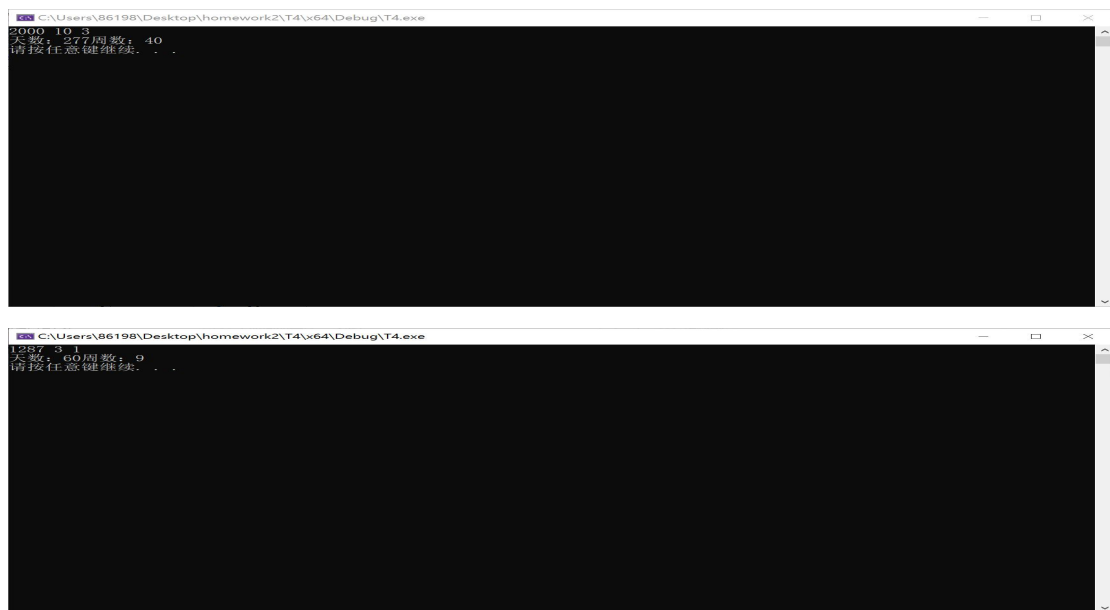 C:\Users\86198\Desktop\homework2\T4\x64\Debug\T4.exe
2000 10 3
天数：277周数：40
请按任意键继续. . .
C:\Users\86198\Desktop\homework2\T4\x64\Debug\T4.exe
1287 3 1
天数：60周数：9
请按任意键继续. . .